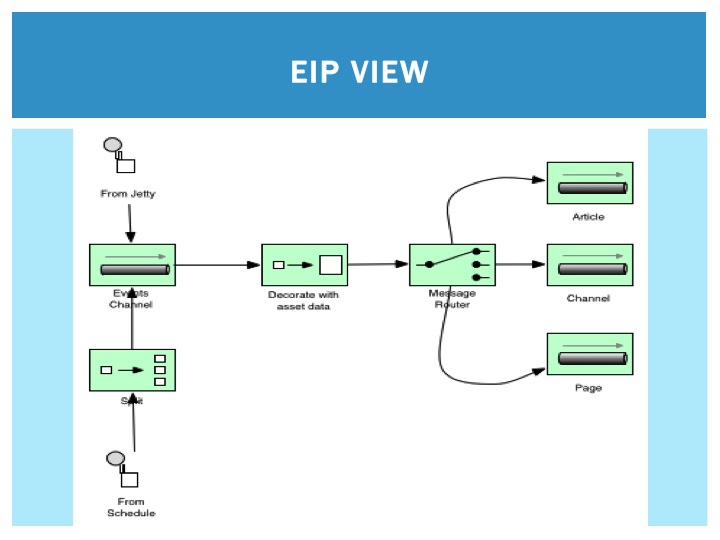 EIP VIEW
From Jetty
Article
Events
Channel
Decorate with
asset data
Message
Router
Channel
Split
Page
From
Schedule